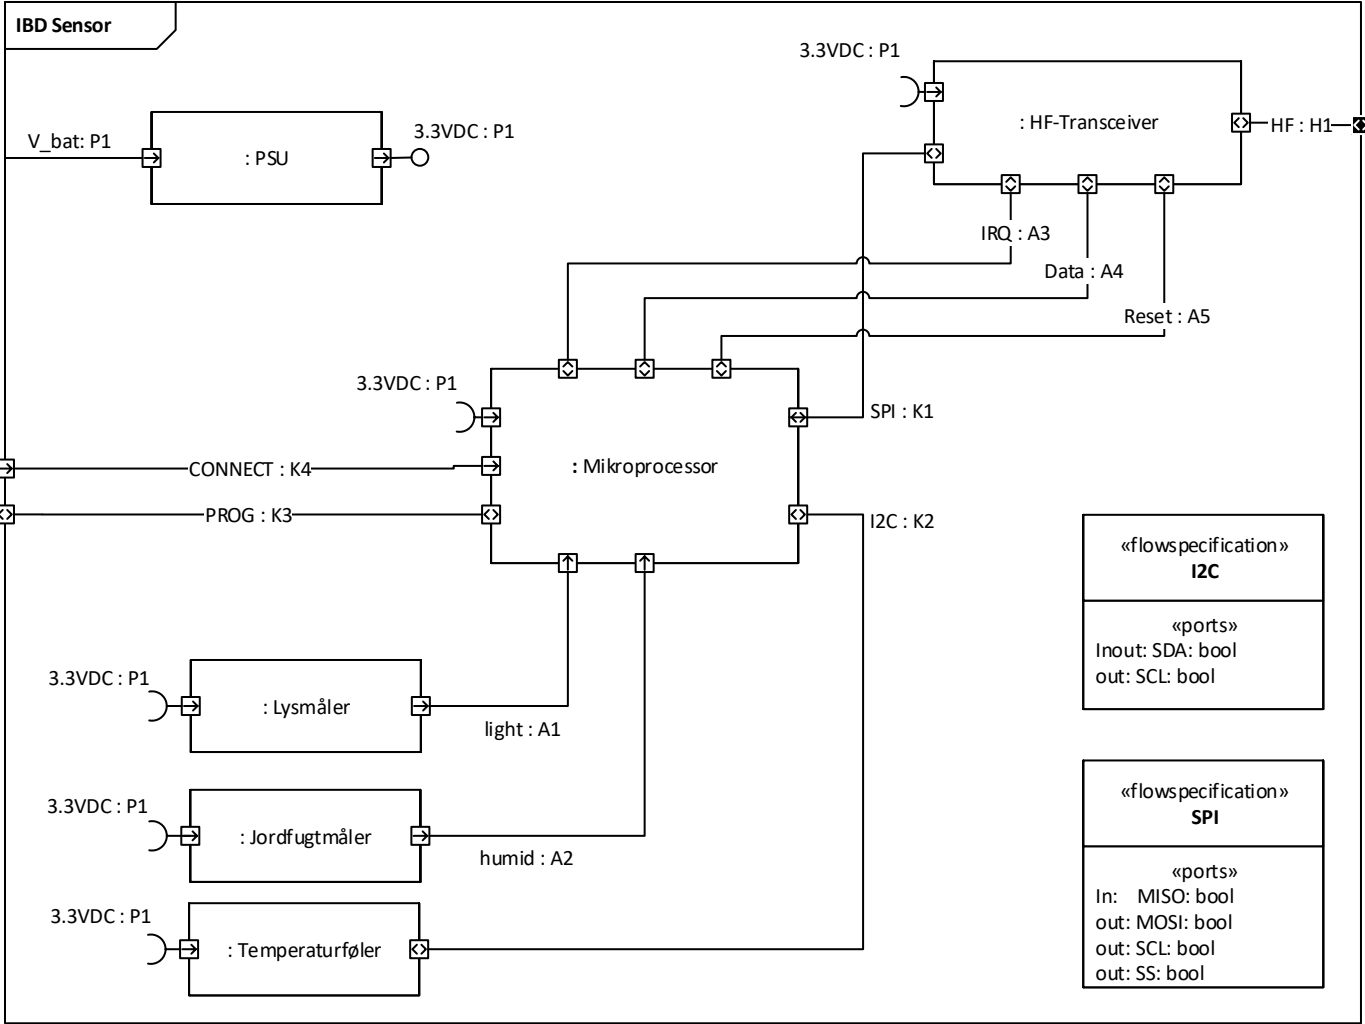 IBD Sensor
3.3VDC : P1
: HF-Transceiver
HF : H1
V_bat: P1
: PSU
3.3VDC : P1
IRQ : A3
Data : A4
Reset : A5
3.3VDC : P1
SPI : K1
CONNECT : K4
: Mikroprocessor
PROG : K3
I2C : K2
«flowspecification»
I2C
«ports»
Inout: SDA: bool
out: SCL: bool
3.3VDC : P1
: Lysmåler
light : A1
3.3VDC : P1
: Jordfugtmåler
humid : A2
3.3VDC : P1
: Temperaturføler
«flowspecification»
SPI
«ports»
In: MISO: bool
out: MOSI: bool
out: SCL: bool
out: SS: bool